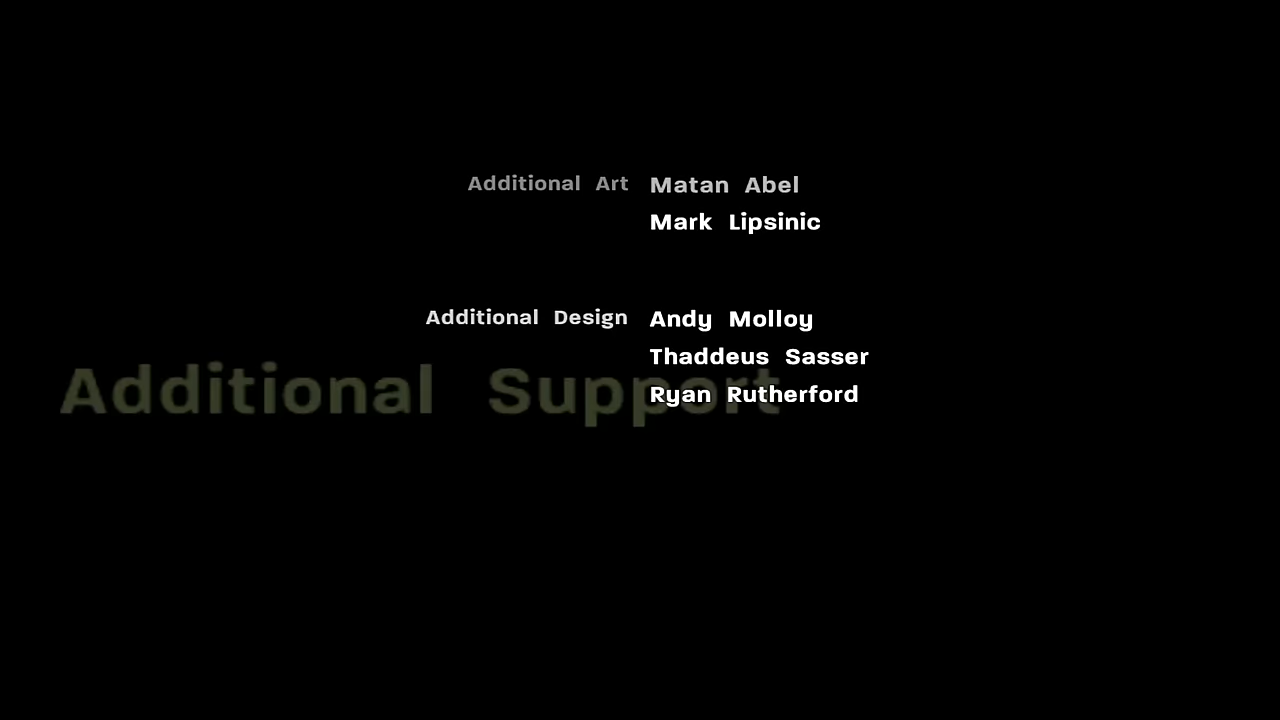 Additional Art Matan Abel
Mark Lipsinic
Additional Design Andy Molloy
Thaddeus Sasser
Additional Support
Ryan Rutherford